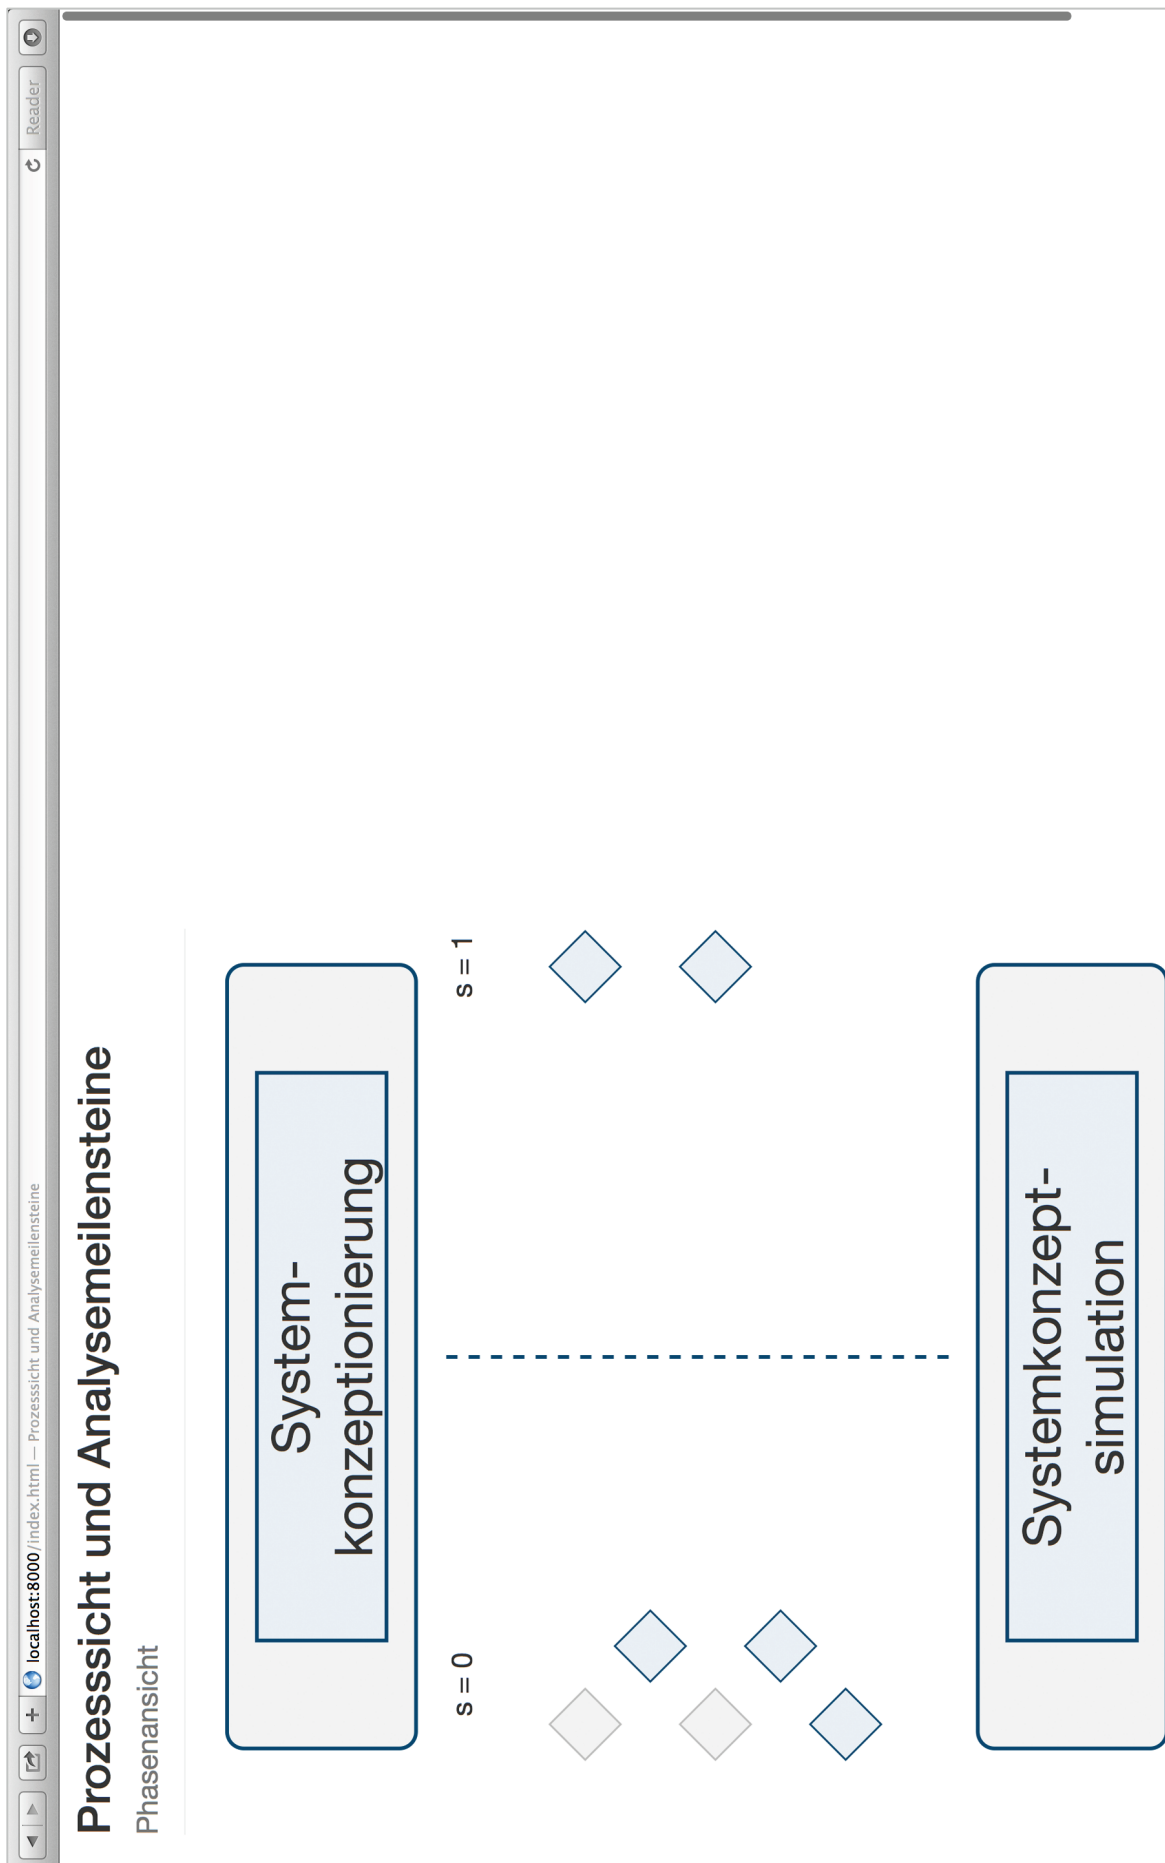 localhost:8000/index.html — Prozesssicht und Analysemeilensteine
Reader
Prozesssicht und Analysemeilensteine
Phasenansicht
System-
konzeptionierung
s = 0
s = 1
Systemkonzept-
simulation